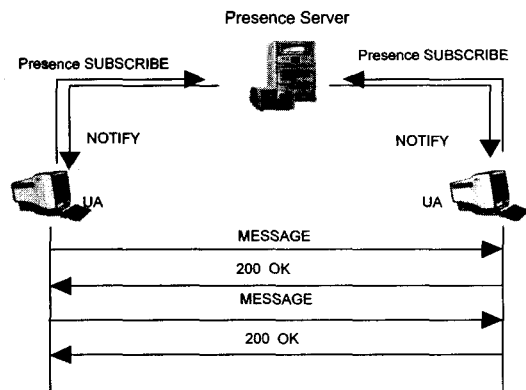 Presence Server
Presence SUBSCRIBE
Presence SUBSCRIBE
NOTIFY
NOTIFY
UA
UA
MESSAGE
200 OK
MESSAGE
200 OK